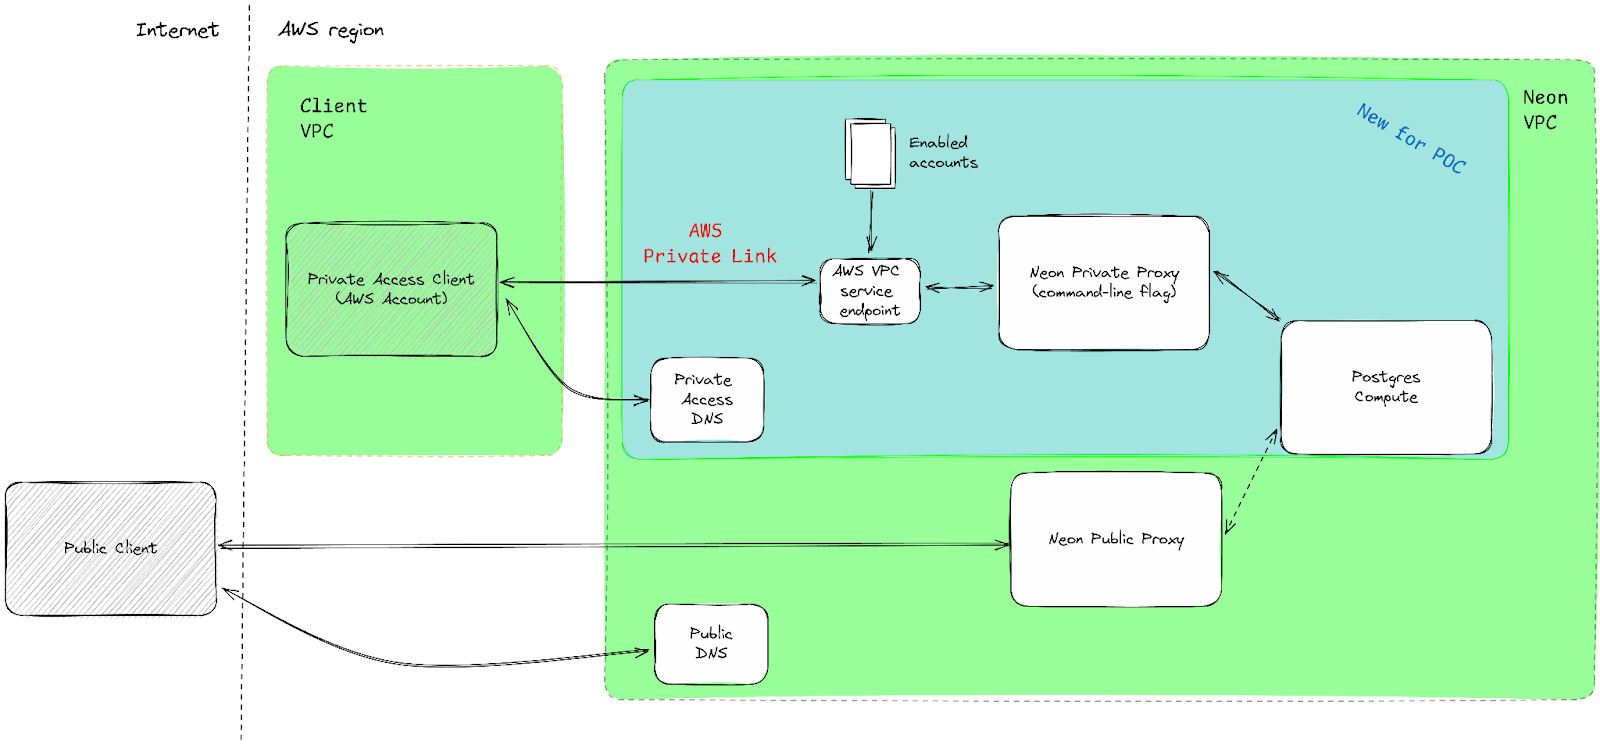 Internet
AWS region
Client
VPC
Neon
VPC
New for POC
Enabled
accounts
AWS
Private Link
Private Access Client
(AWS Account)
AWS VPC
service
endpoint
Neon Private Proxy
(command-line flag)
Postgres
Compute
Private
Access
DNS
Public Client
Neon Public Proxy
Public
DNS